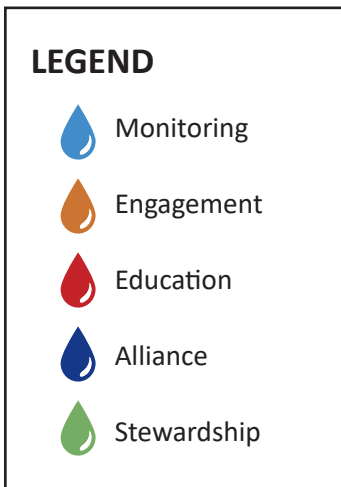 LEGEND
Monitoring
Engagement
Education
Alliance
Stewardship